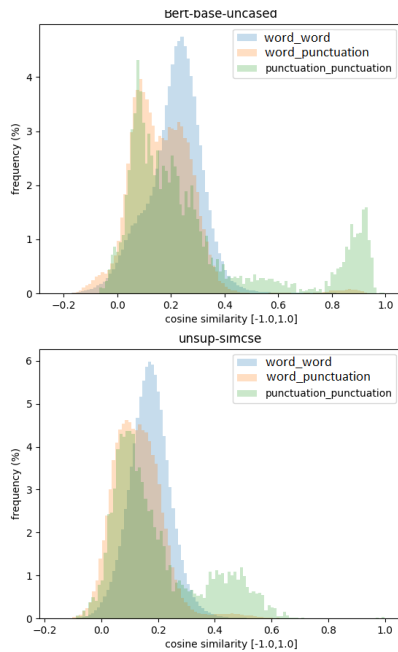 Bert-base-uncased
word_word
word_punctuation
punctuation_punctuation
frequency (%)
4
3
2
1
0
-0.2 0.0 0.2 0.4 0.6 0.8 1.0
cosine similarity [-1.0,1.0]
unsup-simcse
word_word
word_punctuation
punctuation_punctuation
frequency (%)
6
5
4
3
2
1
0
-0.2 0.0 0.2 0.4 0.6 0.8 1.0
cosine similarity [-1.0,1.0]